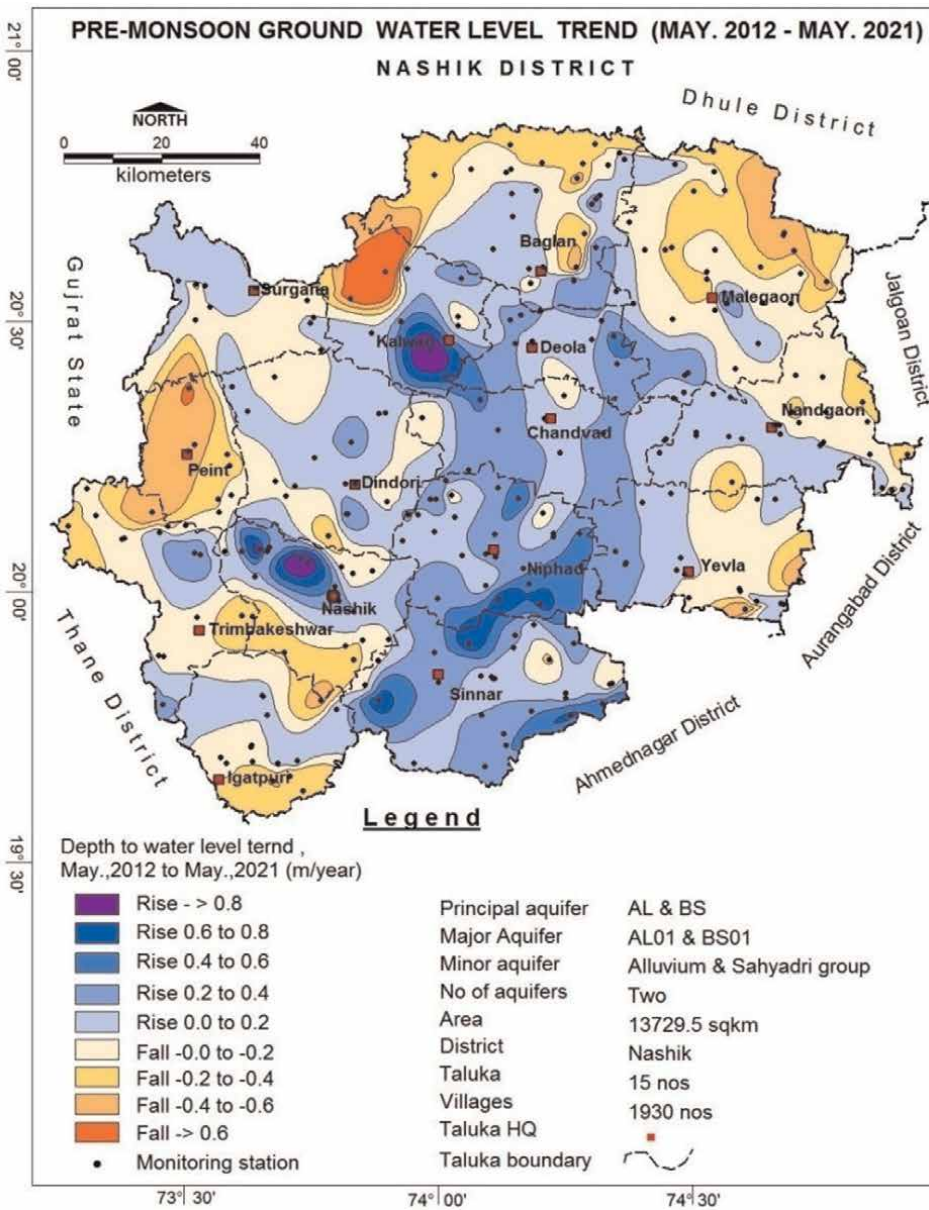 PRE-MONSOON GROUND WATER LEVEL TREND (MAY. 2012 - MAY. 2021)
NASHIK DISTRICT
21° 00'
Dhule District
NORTH
0 20 40
kilometers
Baglan
Gujrat State
Surgana
Malegaon
Jalgoan District
20° 30'
Kalwan
Deola
Nandgaon
Chandvad
Peint
Dindori
Niphad
Yevla
20° 00'
Nashik
Aurangabad District
Trimbakeshwar
Thane District
Sinnar
Ahmednagar District
Igatpuri
19° 30'
Legend
Depth to water level ternd ,
May.,2012 to May.,2021 (m/year)
Rise - > 0.8
Rise 0.6 to 0.8
Rise 0.4 to 0.6
Rise 0.2 to 0.4
Rise 0.0 to 0.2
Fall -0.0 to -0.2
Fall -0.2 to -0.4
Fall -0.4 to -0.6
Fall -> 0.6
Monitoring station
Principal aquifer AL & BS
Major Aquifer AL01 & BS01
Minor aquifer Alluvium & Sahyadri group
No of aquifers Two
Area 13729.5 sqkm
District Nashik
Taluka 15 nos
Villages 1930 nos
Taluka HQ
Taluka boundary
73° 30' 74° 00' 74° 30'